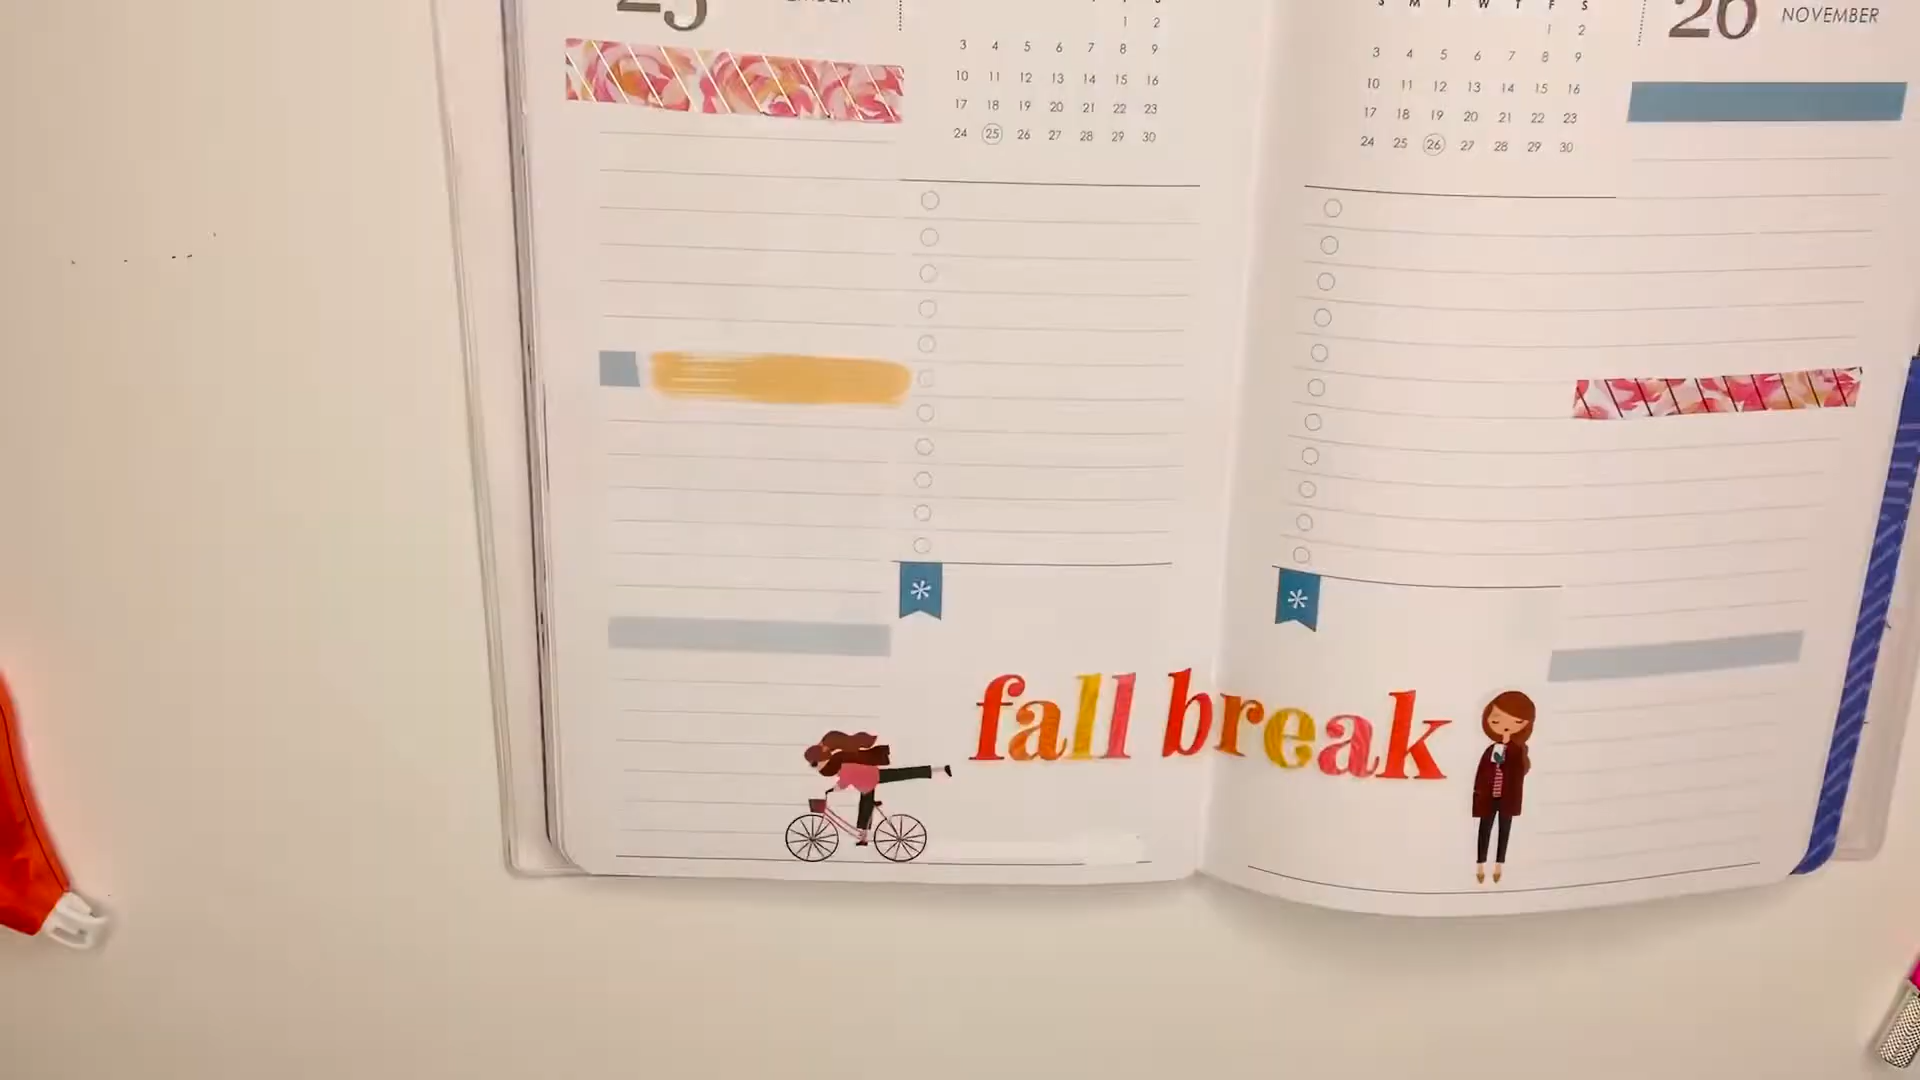 25
1 2
3 4 5 6 7 8 9
10 11 12 13 14 15 16
17 18 19 20 21 22 23
24 25 26 27 28 29 30
*
S M T W T F S
1 2
3 4 5 6 7 8 9
10 11 12 13 14 15 16
17 18 19 20 21 22 23
24 25 26 27 28 29 30
26 NOVEMBER
*
fall break